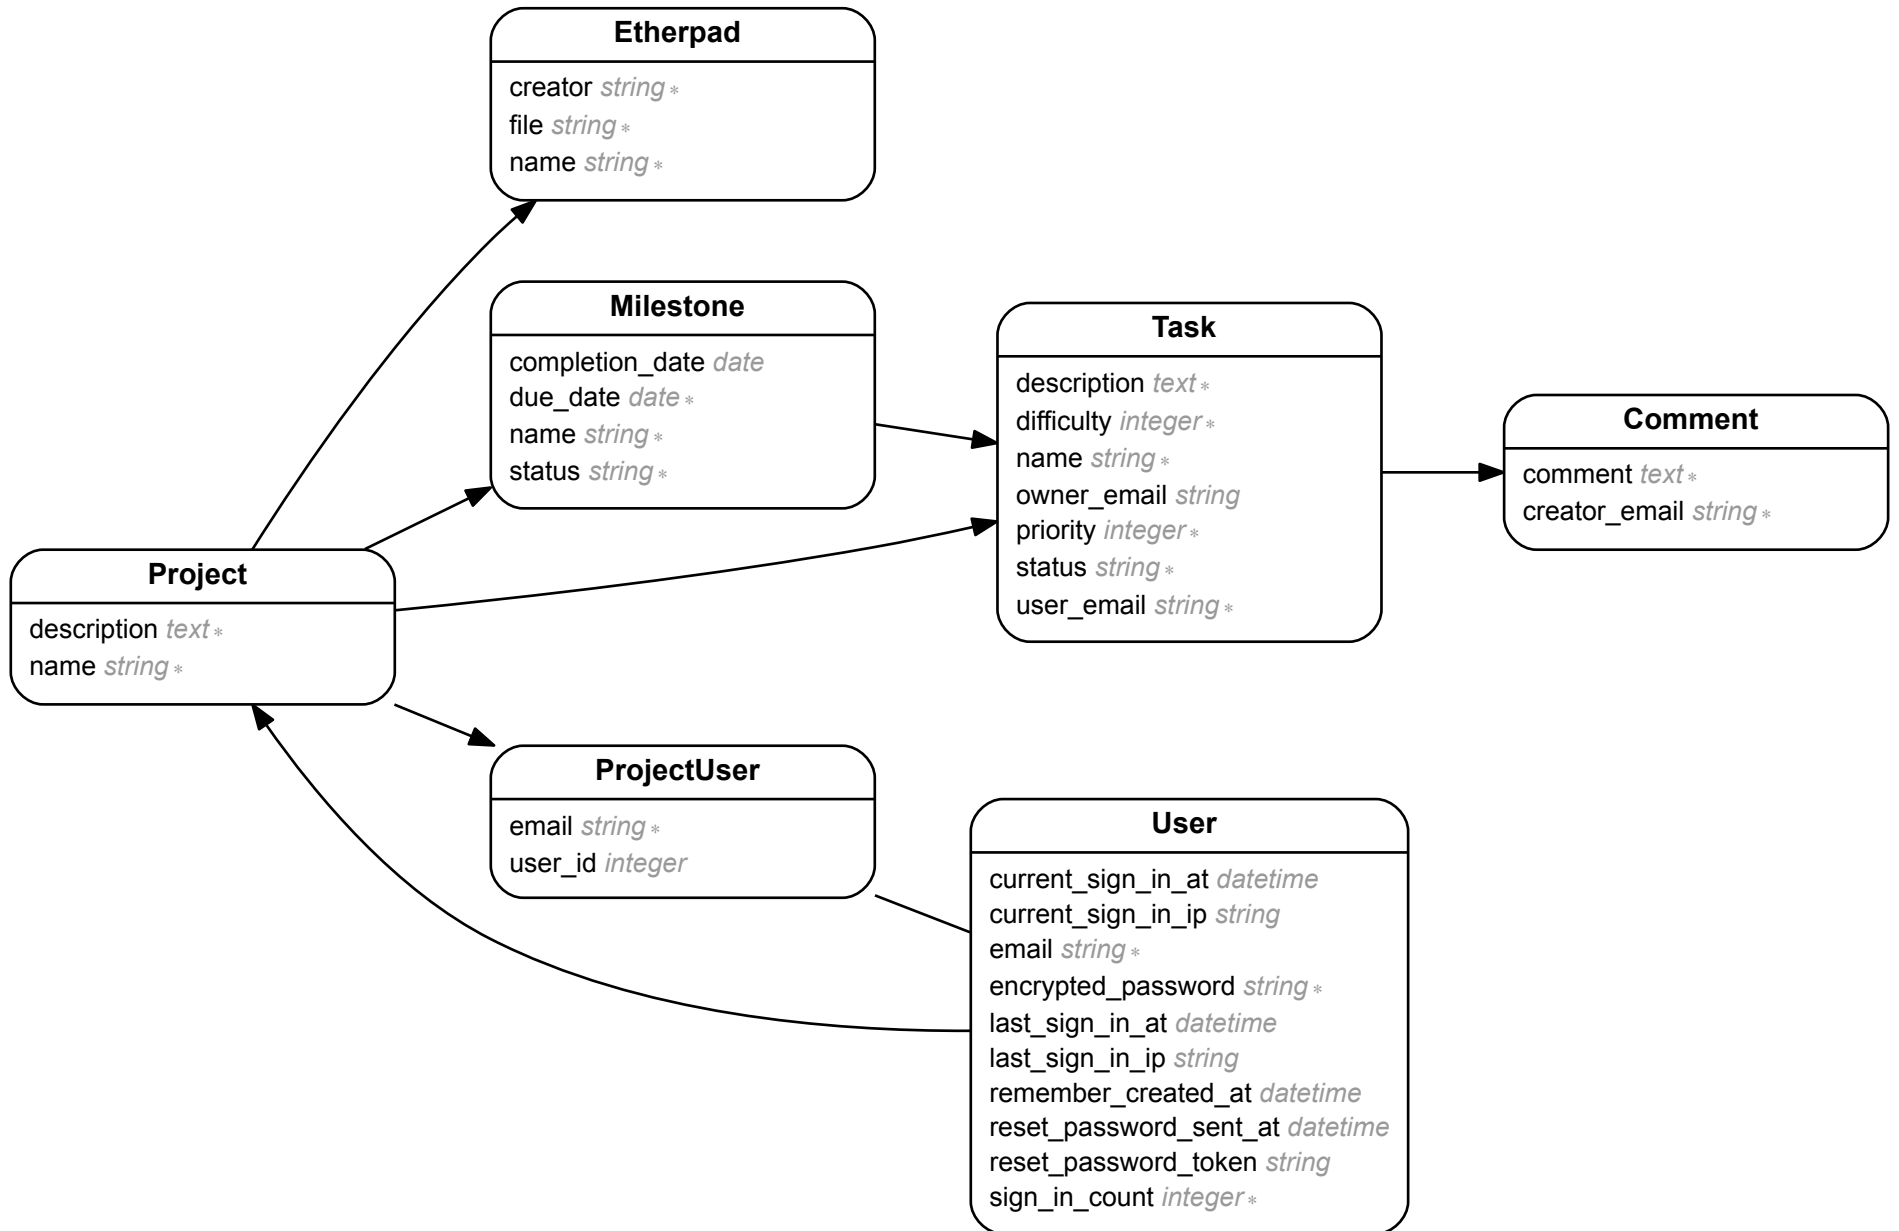 Etherpad
creator string *
file string *
name string *
Milestone
completion_date date
due_date date *
name string *
status string *
Task
description text *
difficulty integer *
name string *
owner_email string
priority integer *
status string *
user_email string *
Comment
comment text *
creator_email string *
Project
description text *
name string *
ProjectUser
email string *
user_id integer
User
current_sign_in_at datetime
current_sign_in_ip string
email string *
encrypted_password string *
last_sign_in_at datetime
last_sign_in_ip string
remember_created_at datetime
reset_password_sent_at datetime
reset_password_token string
sign_in_count integer *